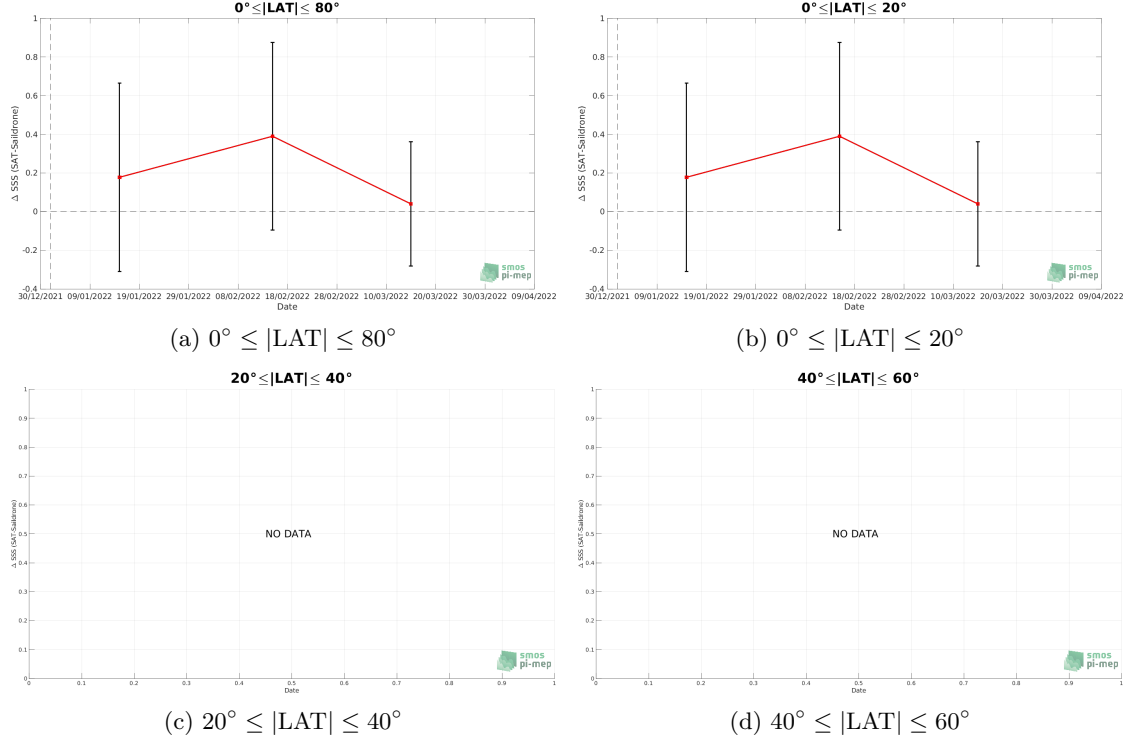 0°≤|LAT|≤ 80°
1
0.8
0.6
0.4
0.2
0
-0.2
-0.4
Δ SSS (SAT-Saildrone)
30/12/2021 09/01/2022 19/01/2022 29/01/2022 08/02/2022 18/02/2022 28/02/2022 10/03/2022 20/03/2022 30/03/2022 09/04/2022
Date
smos
pi-mep
(a) 0° ≤ |LAT| ≤ 80°
0°≤|LAT|≤ 20°
1
0.8
0.6
0.4
0.2
0
-0.2
-0.4
Δ SSS (SAT-Saildrone)
30/12/2021 09/01/2022 19/01/2022 29/01/2022 08/02/2022 18/02/2022 28/02/2022 10/03/2022 20/03/2022 30/03/2022 09/04/2022
Date
smos
pi-mep
(b) 0° ≤ |LAT| ≤ 20°
20°≤|LAT|≤ 40°
1
0.9
0.8
0.7
0.6
0.5
0.4
0.3
0.2
0.1
0
Δ SSS (SAT-Saildrone)
NO DATA
0 0.1 0.2 0.3 0.4 0.5 0.6 0.7 0.8 0.9 1
Date
smos
pi-mep
(c) 20° ≤ |LAT| ≤ 40°
40°≤|LAT|≤ 60°
1
0.9
0.8
0.7
0.6
0.5
0.4
0.3
0.2
0.1
0
Δ SSS (SAT-Saildrone)
NO DATA
0 0.1 0.2 0.3 0.4 0.5 0.6 0.7 0.8 0.9 1
Date
smos
pi-mep
(d) 40° ≤ |LAT| ≤ 60°